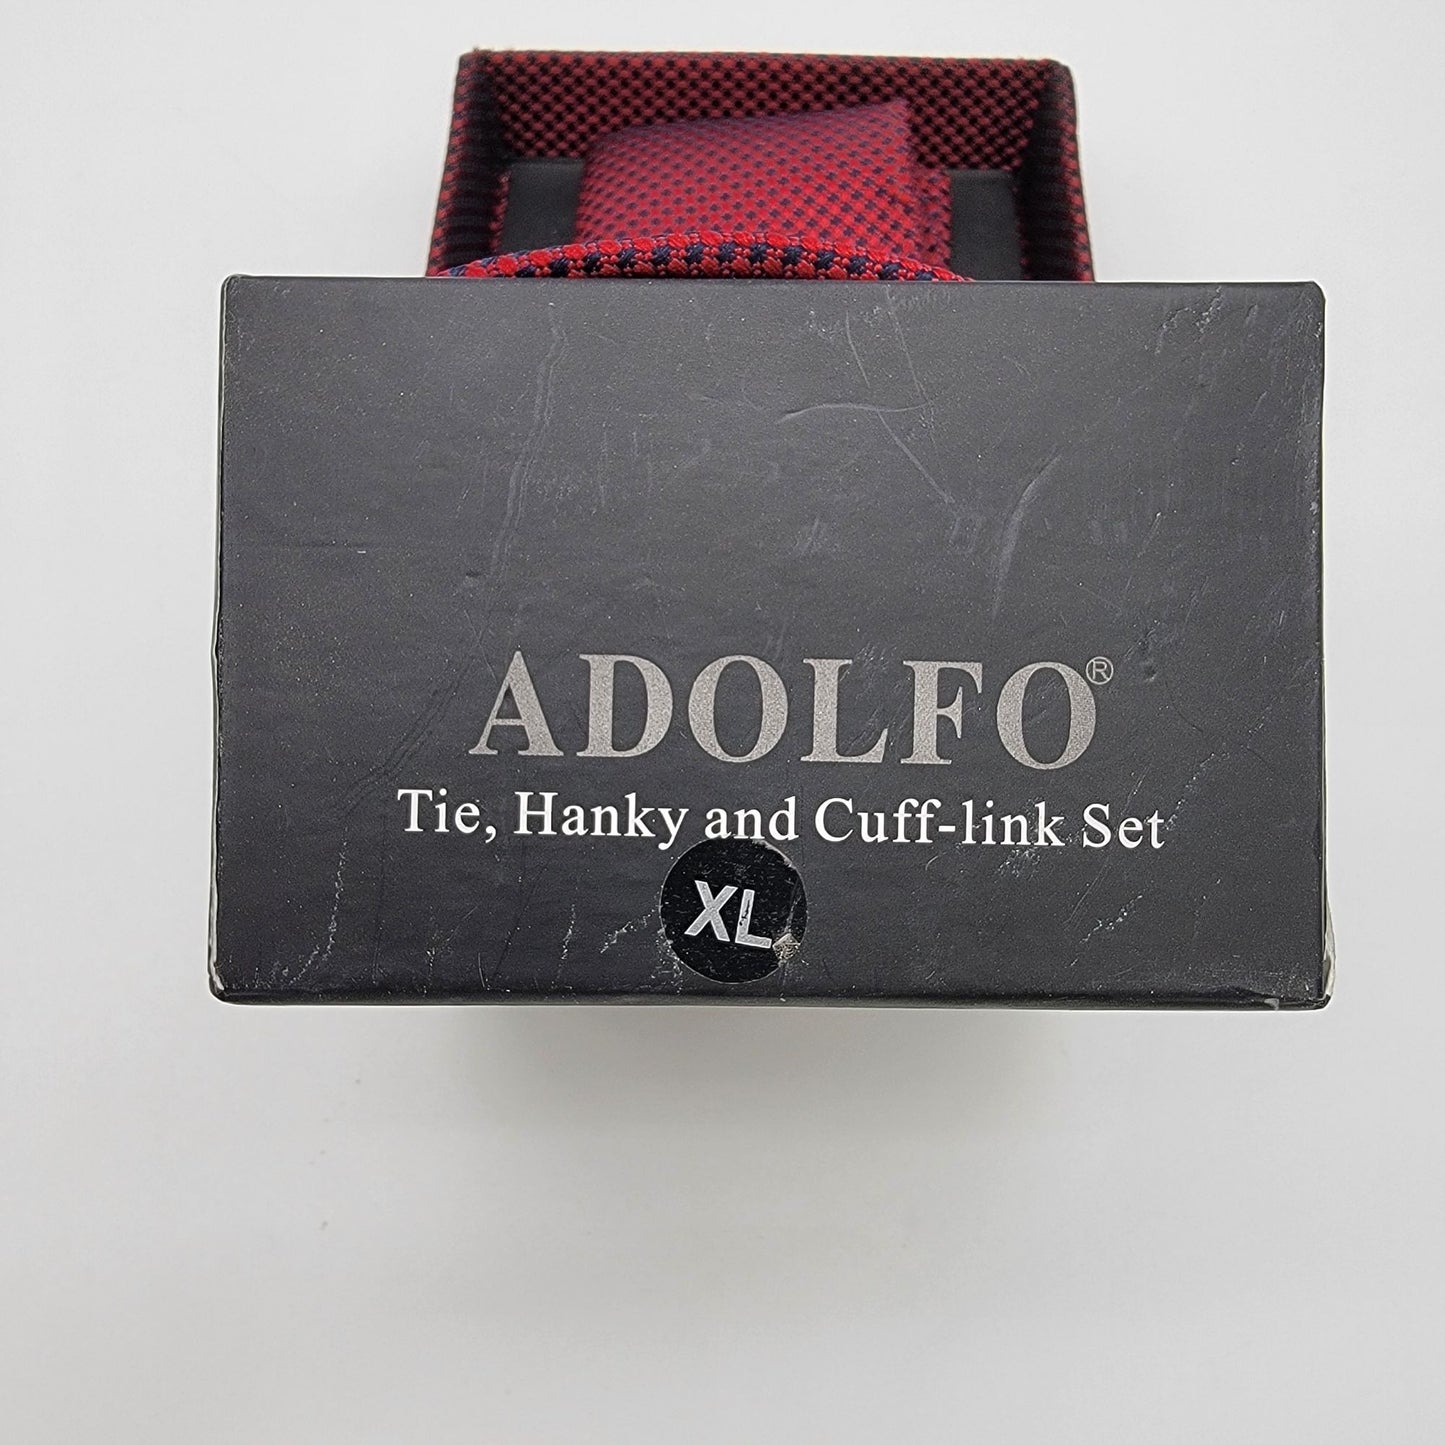 ADOLFO®
Tie, Hanky and Cuff-link Set
XL